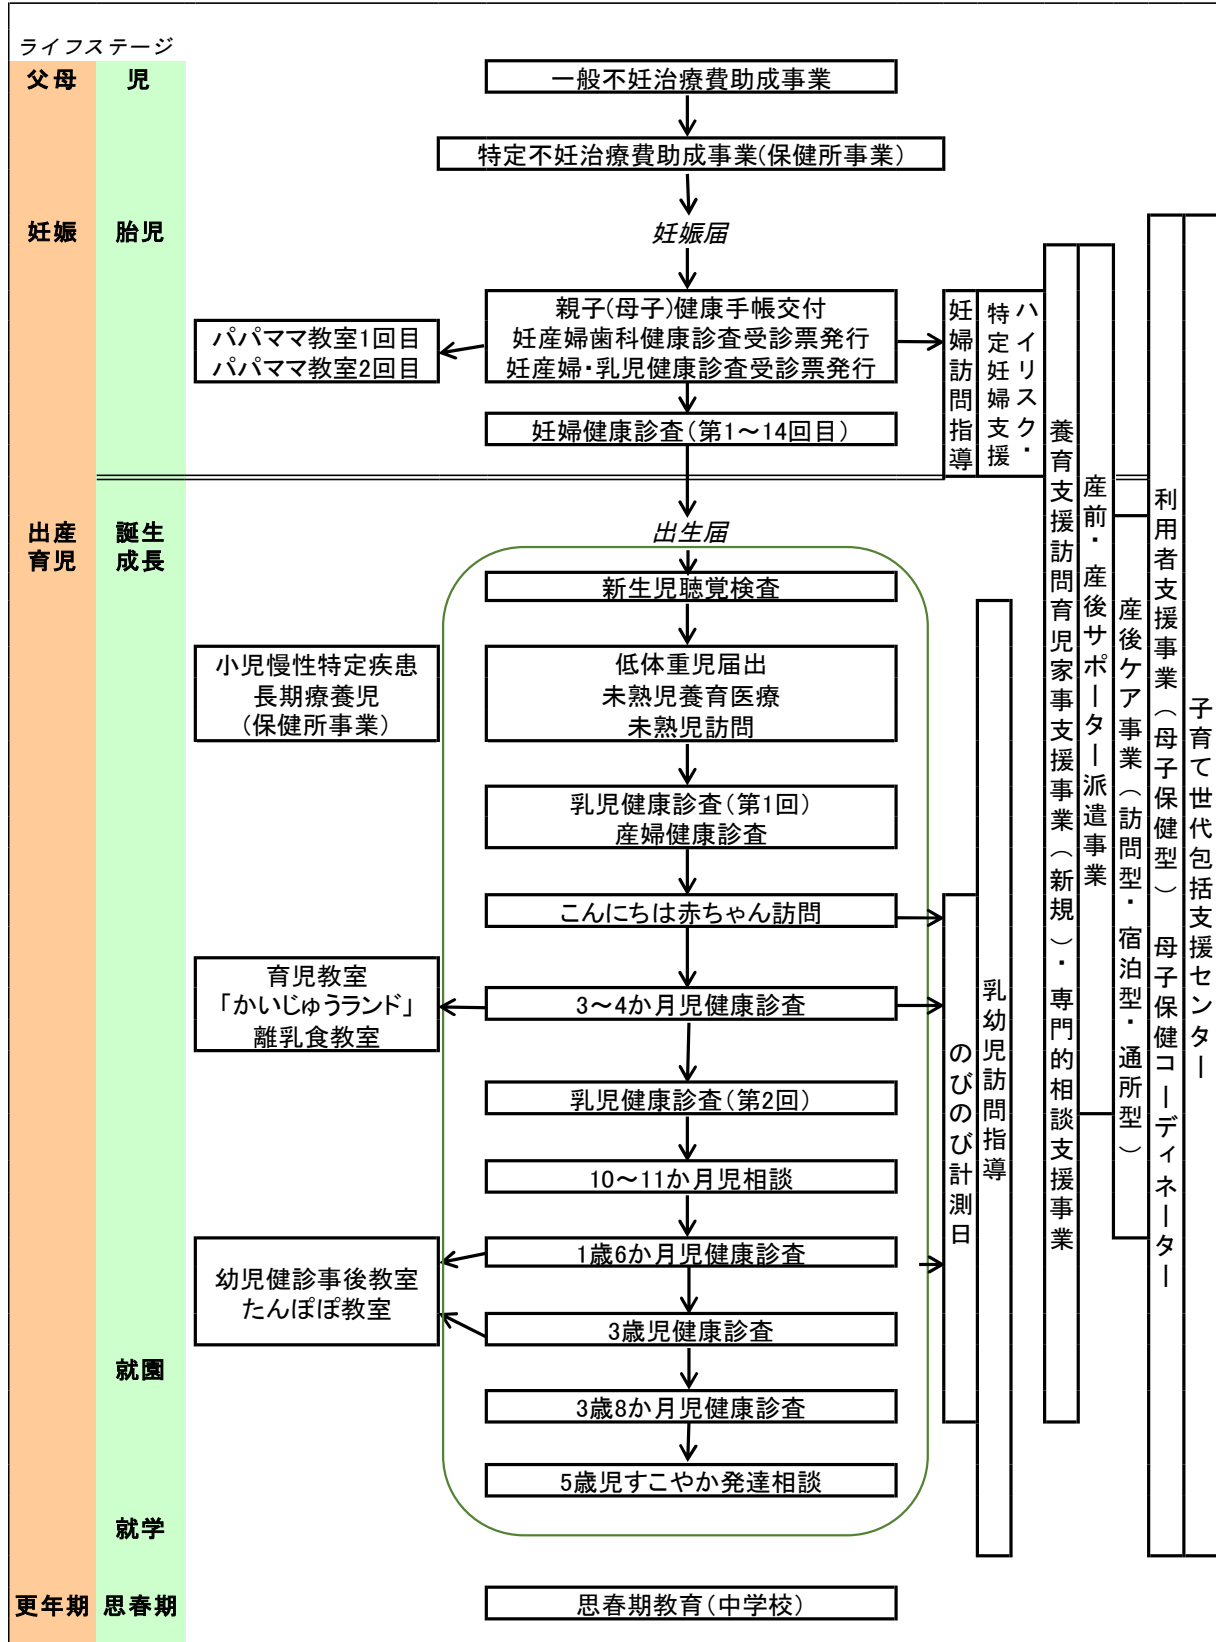 ライフステージ
父母 児
一般不妊治療費助成事業
特定不妊治療費助成事業(保健所事業)
妊娠 胎児
妊娠届
親子(母子)健康手帳交付
妊産婦歯科健康診査受診票発行
妊産婦・乳児健康診査受診票発行
パパママ教室1回目
パパママ教室2回目
妊婦訪問指導
ハイリスク・
特定妊婦支援
妊婦健康診査(第1～14回目)
出産 誕生
育児 成長
出生届
新生児聴覚検査
小児慢性特定疾患
長期療養児
(保健所事業)
低体重児届出
未熟児養育医療
未熟児訪問
乳児健康診査(第1回)
産婦健康診査
こんにちは赤ちゃん訪問
育児教室
「かいじゅうランド」
離乳食教室
3～4か月児健康診査
乳児健康診査(第2回)
10～11か月児相談
1歳6か月児健康診査
幼児健診事後教室
たんぽぽ教室
3歳児健康診査
就園
3歳8か月児健康診査
5歳児すこやか発達相談
就学
更年期 思春期
思春期教育(中学校)
のびのび計測日
乳幼児訪問指導
養育支援訪問育児家事支援事業(新規)・専門的相談支援事業
産前・産後サポーター派遣事業
産後ケア事業(訪問型・宿泊型・通所型)
利用者支援事業(母子保健型) 母子保健コーディネーター
子育て世代包括支援センター